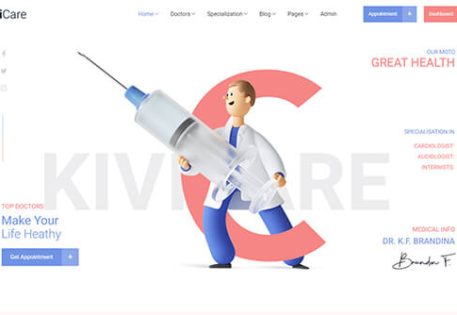 iCare
Home Doctors Specialization Blog Pages Admin
Appointment +
Dashboard
OUR MOTO
GREAT HEALTH
KIVICARE
SPECIALISATION IN
CARDIOLOGIST
AUDIOLOGIST
INTERNISTS
TOP DOCTORS
Make Your
Life Heathy
Get Appointment +
MEDICAL INFO
DR. K.F. BRANDINA
Brandon F.